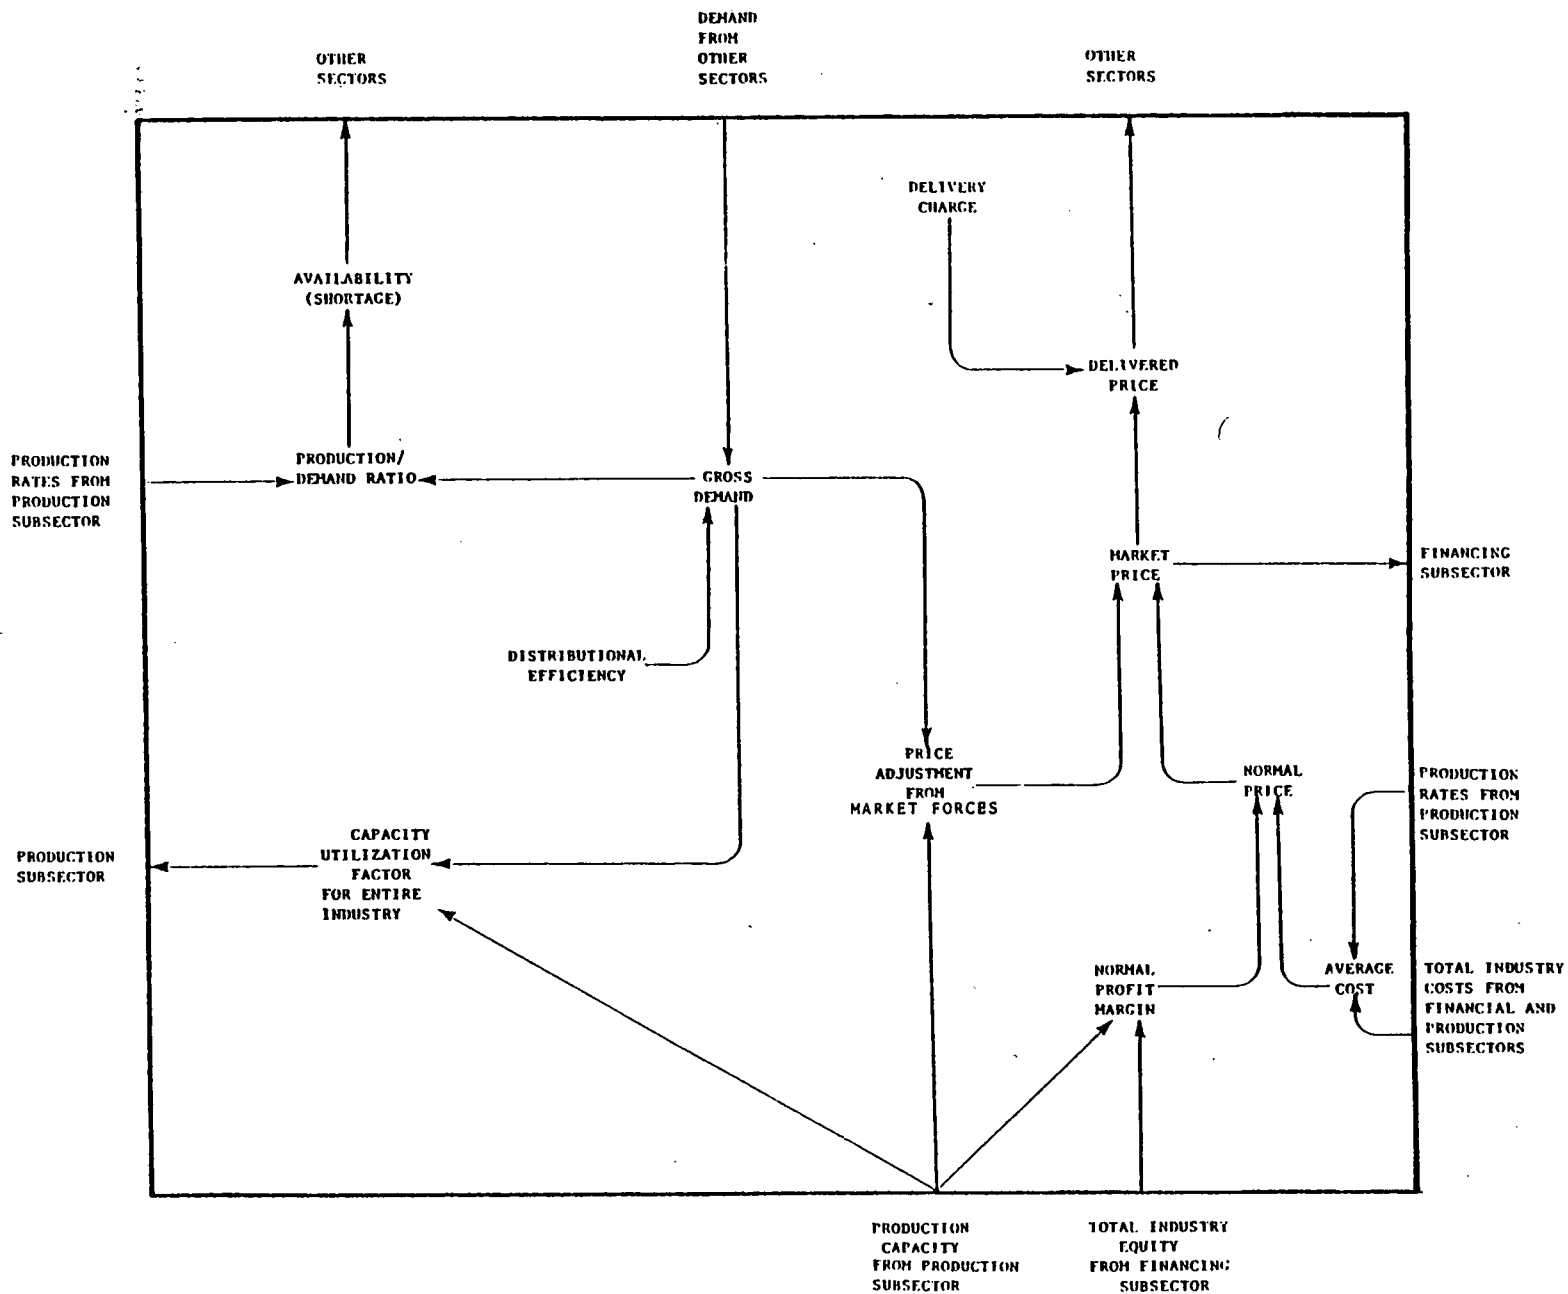 DEMAND
FROM
OTHER
SECTORS
OTHER
SECTORS
OTHER
SECTORS
DELIVERY
CHARGE
AVAILABILITY
(SHORTAGE)
DELIVERED
PRICE
PRODUCTION
RATES FROM
PRODUCTION
SUBSECTOR
PRODUCTION/
DEMAND RATIO
GROSS
DEMAND
MARKET
PRICE
FINANCING
SUBSECTOR
DISTRIBUTIONAL
EFFICIENCY
PRICE
ADJUSTMENT
FROM
MARKET FORCES
NORMAL
PRICE
PRODUCTION
RATES FROM
PRODUCTION
SUBSECTOR
PRODUCTION
SUBSECTOR
CAPACITY
UTILIZATION
FACTOR
FOR ENTIRE
INDUSTRY
NORMAL
PROFIT
MARGIN
AVERAGE
COST
TOTAL INDUSTRY
COSTS FROM
FINANCIAL AND
PRODUCTION
SUBSECTORS
PRODUCTION
CAPACITY
FROM PRODUCTION
SUBSECTOR
TOTAL INDUSTRY
EQUITY
FROM FINANCING
SUBSECTOR